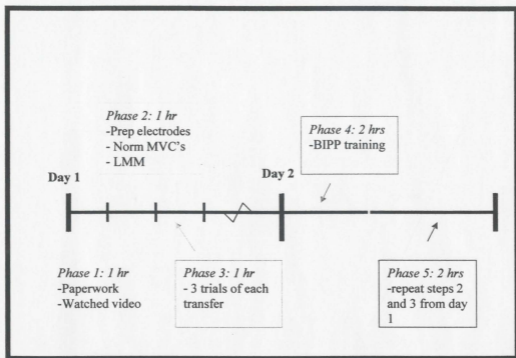 Phase 2: 1 hr
-Prep electrodes
- Norm MVC's
- LMM
Phase 4: 2 hrs
-BIPP training
Day 1
Day 2
Phase 1: 1 hr
-Paperwork
-Watched video
Phase 3: 1 hr
- 3 trials of each
transfer
Phase 5: 2 hrs
-repeat steps 2
and 3 from day
1